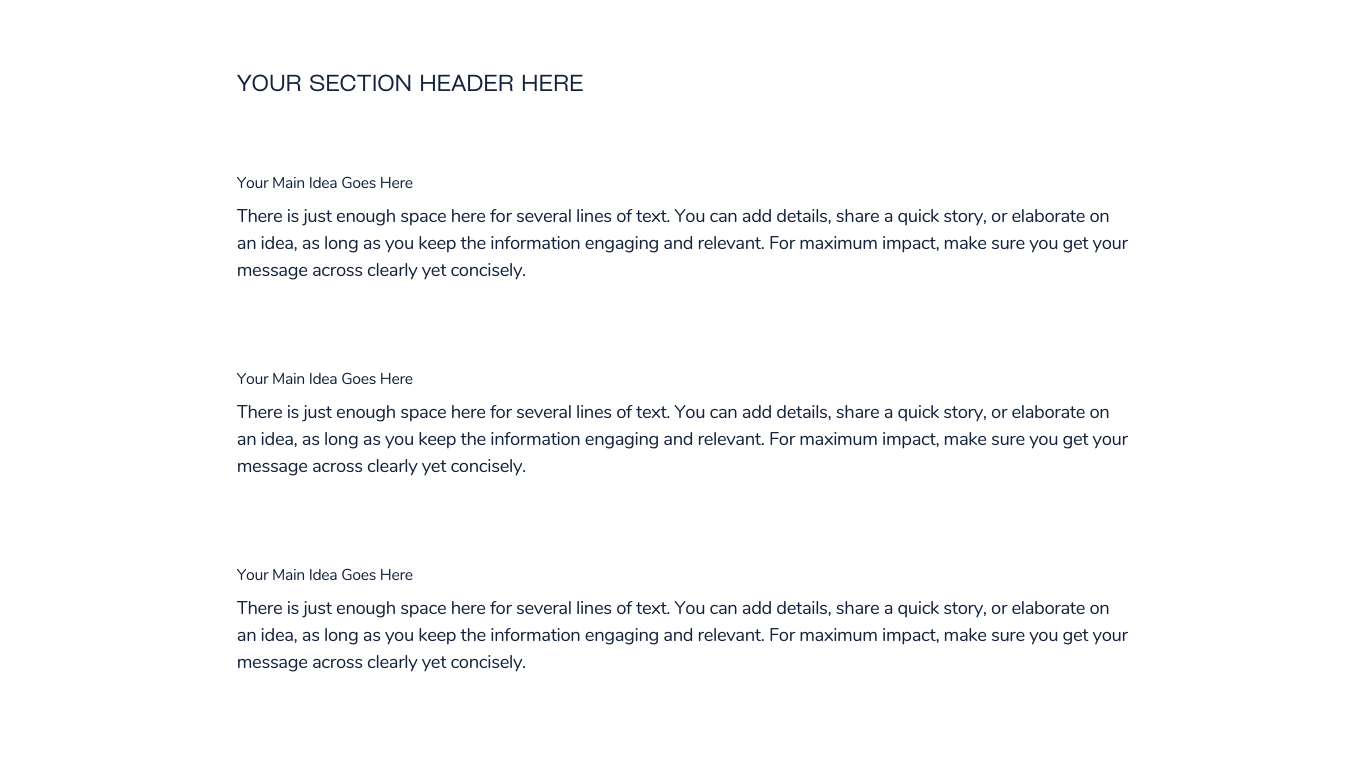 YOUR SECTION HEADER HERE
Your Main Idea Goes Here
There is just enough space here for several lines of text. You can add details, share a quick story, or elaborate on
an idea, as long as you keep the information engaging and relevant. For maximum impact, make sure you get your
message across clearly yet concisely.
Your Main Idea Goes Here
There is just enough space here for several lines of text. You can add details, share a quick story, or elaborate on
an idea, as long as you keep the information engaging and relevant. For maximum impact, make sure you get your
message across clearly yet concisely.
Your Main Idea Goes Here
There is just enough space here for several lines of text. You can add details, share a quick story, or elaborate on
an idea, as long as you keep the information engaging and relevant. For maximum impact, make sure you get your
message across clearly yet concisely.